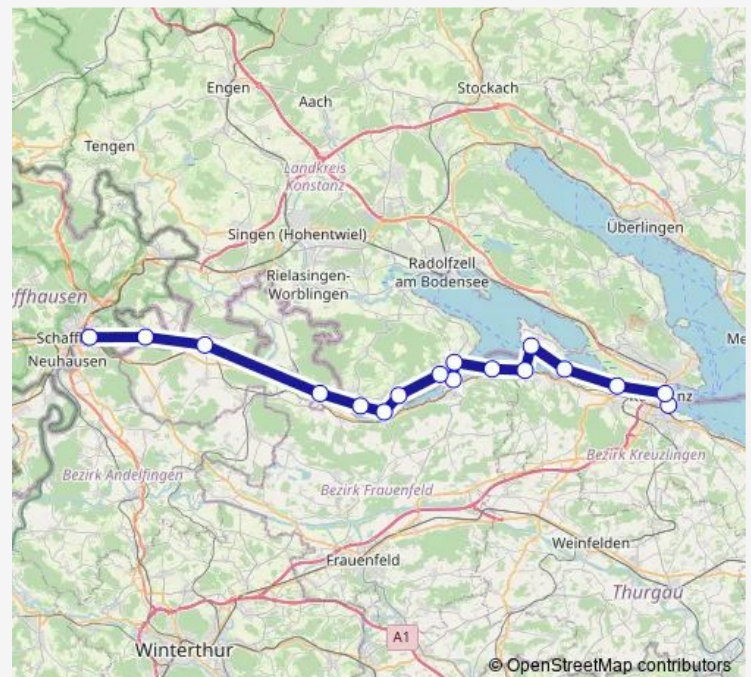 Engen
Stockach
Aach
Tengen
Landkreis
Konstanz
Überlingen
Singen (Hohentwiel)
Radolfzell
am Bodensee
Rielasingen-
Worblingen
ffhausen
Schaff
Neuhausen
Me
nz
Bezirk Kreuzlingen
Bezirk Andelfingen
Bezirk Frauenfeld
Weinfelden
Frauenfeld
Thurgau
A1
Winterthur
© OpenStreetMap contributors